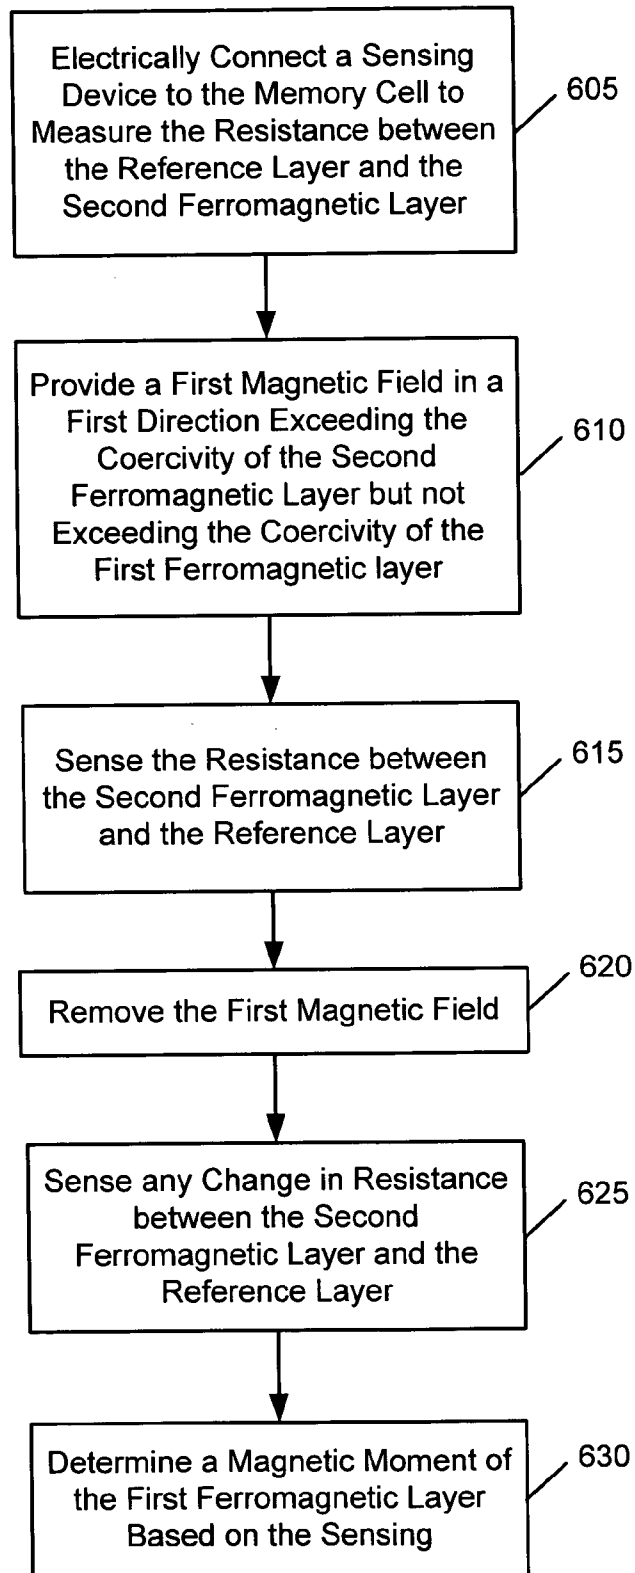 Electrically Connect a Sensing
Device to the Memory Cell to
Measure the Resistance between
the Reference Layer and the
Second Ferromagnetic Layer
605
Provide a First Magnetic Field in a
First Direction Exceeding the
Coercivity of the Second
Ferromagnetic Layer but not
Exceeding the Coercivity of the
First Ferromagnetic layer
610
Sense the Resistance between
the Second Ferromagnetic Layer
and the Reference Layer
615
Remove the First Magnetic Field
620
Sense any Change in Resistance
between the Second
Ferromagnetic Layer and the
Reference Layer
625
Determine a Magnetic Moment of
the First Ferromagnetic Layer
Based on the Sensing
630